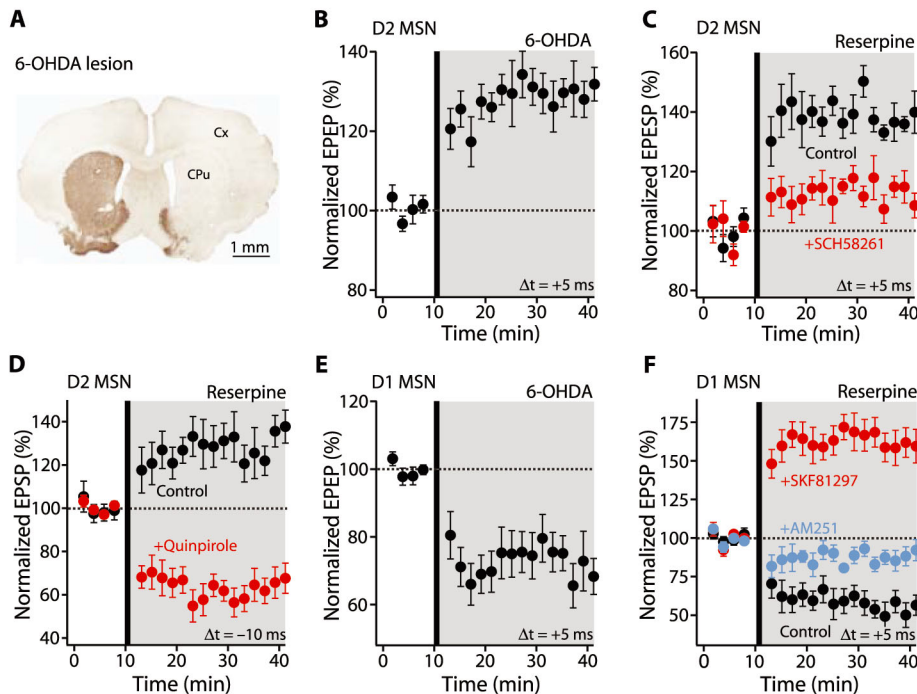 A
6-OHDA lesion
Cx
CPu
1 mm
B
D2 MSN
6-OHDA
Normalized EPEP (%)
140
120
100
80
Δt = +5 ms
0 10 20 30 40
Time (min)
C
D2 MSN
Reserpine
Normalized EPESP (%)
160
140
120
100
80
Control
+SCH58261
Δt = +5 ms
0 10 20 30 40
Time (min)
D
D2 MSN
Reserpine
Normalized EPSP (%)
140
120
100
80
60
40
Control
+Quinpirole
Δt = –10 ms
0 10 20 30 40
Time (min)
E
D1 MSN
6-OHDA
Normalized EPEP (%)
120
100
80
60
Δt = +5 ms
0 10 20 30 40
Time (min)
F
D1 MSN
Reserpine
Normalized EPSP (%)
175
150
125
100
75
50
+SKF81297
+AM251
Control
Δt = +5 ms
0 10 20 30 40
Time (min)